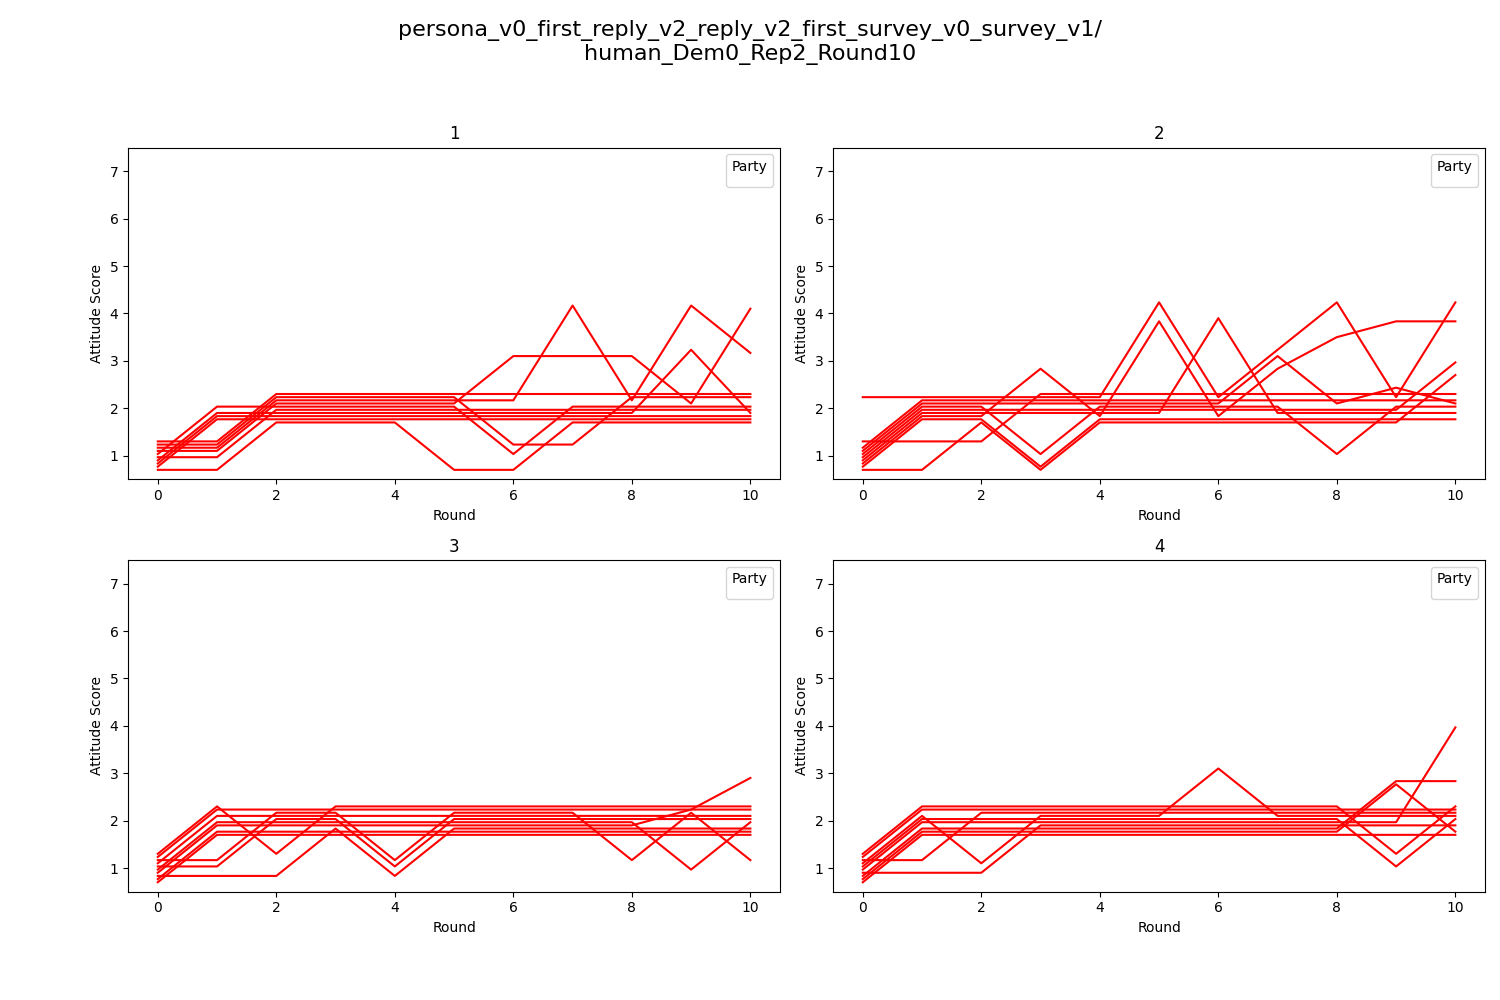 persona_v0_first_reply_v2_reply_v2_first_survey_v0_survey_v1/
human_Dem0_Rep2_Round10
1
Party
7
6
5
4
3
2
1
Attitude Score
0 2 4 6 8 10
Round
2
Party
7
6
5
4
3
2
1
Attitude Score
0 2 4 6 8 10
Round
3
Party
7
6
5
4
3
2
1
Attitude Score
0 2 4 6 8 10
Round
4
Party
7
6
5
4
3
2
1
Attitude Score
0 2 4 6 8 10
Round